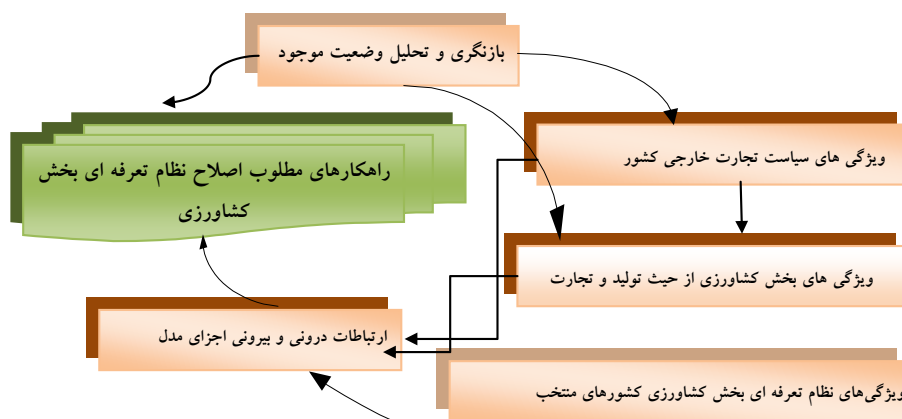 بازنگری و تحلیل وضعیت موجود
ویژگی های سیاست تجارت خارجی کشور
راهکارهای مطلوب اصلاح نظام تعرفه ای بخش
کشاورزی
ویژگی های بخش کشاورزی از حیث تولید و تجارت
ارتباطات درونی و بیرونی اجزای مدل
ویژگی‌های نظام تعرفه ای بخش کشاورزی کشورهای منتخب